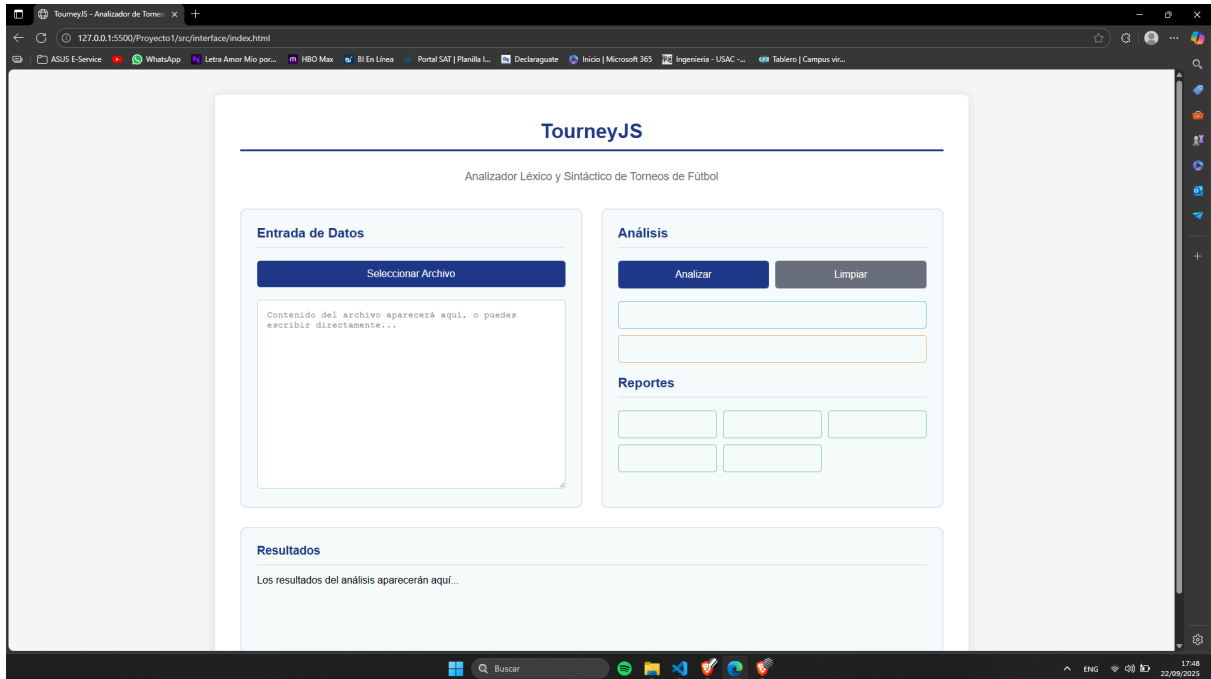 TourneyJS - Analizador de Torneo
127.0.0.1:5500/Proyecto1/src/interface/index.html
ASUS E-Service WhatsApp Letra Amor Mio por... HBO Max BI En Línea Portal SAT | Planilla L... Declaraguate Inicio | Microsoft 365 Ingenieria - USAC -... Tablero | Campus vir...
TourneyJS
Analizador Léxico y Sintáctico de Torneos de Fútbol
Entrada de Datos
Seleccionar Archivo
Contenido del archivo aparecerá aquí, o puedes
escribir directamente...
Análisis
Analizar Limpiar
Reportes
Resultados
Los resultados del análisis aparecerán aquí...
Buscar
ENG
17:48
22/09/2025